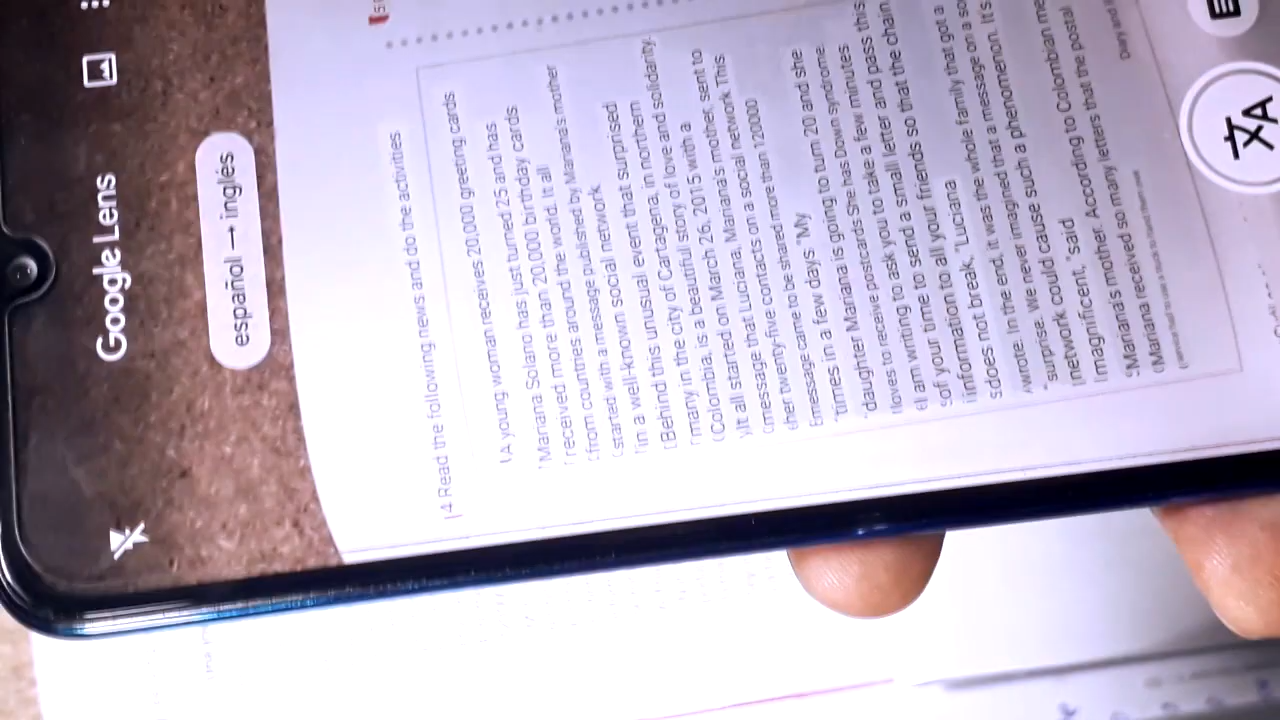 Google Lens
español → inglés
4 Read the following news and do the activities
A young woman receives 20,000 greeting cards
Mariana Solano has just turned 25 and has
received more than 20,000 birthday cards
from countries around the world. It all
started with a message published by Mariana's mother
in a well-known social network.
Behind this unusual event that surprised
many in the city of Cartagena, in northern
Colombia, is a beautiful story of love and solidarity.
It all started on March 26, 2015 with a
message that Luciana, Mariana's mother, sent to
her twenty-five contacts on a social network. This
message came to be shared more than 12000
times in a few days: "My
daughter Mariana is going to turn 20 and she
loves to receive postcards. She has Down syndrome.
I am writing to ask you to take a few minutes
of your time to send a small letter and pass this
information to all your friends so that the chain
does not break, "Luciana
wrote. In the end, it was the whole family that got a
surprise. We never imagined that a message on a so
network could cause such a phenomenon. It's
magnificent, "said
Mariana's mother. According to Colombian me
Mariana received so many letters that the postal
Diary and